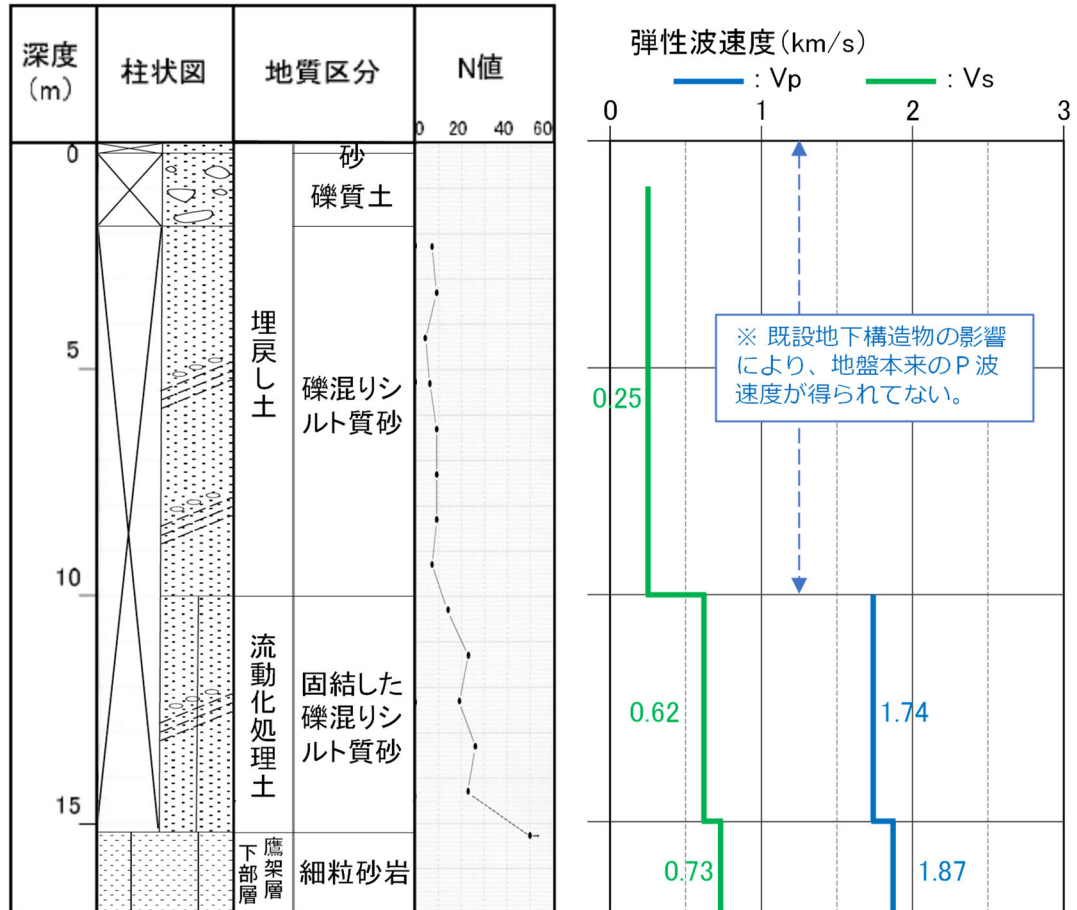 深度
（m）
柱状図
地質区分
N値
0 20 40 60
0
5
10
15
埋戻し土
流動化処理土
鷹架層
下部層
砂
礫質土
礫混りシ
ルト質砂
固結した
礫混りシ
ルト質砂
細粒砂岩
弾性波速度(km/s)
: Vp : Vs
0 1 2 3
※ 既設地下構造物の影響
により、地盤本来のＰ波
速度が得られてない。
0.25
0.62
1.74
0.73
1.87